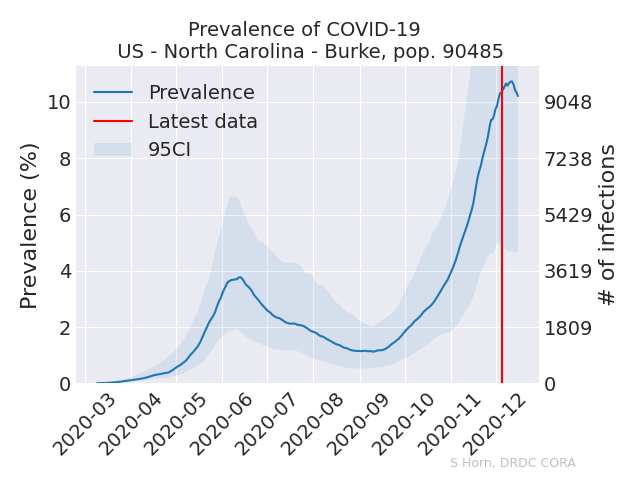 Prevalence of COVID-19
US - North Carolina - Burke, pop. 90485
Prevalence
Latest data
95CI
Prevalence (%)
10
8
6
4
2
0
9048
7238
5429
3619
1809
0
# of infections
2020-03
2020-04
2020-05
2020-06
2020-07
2020-08
2020-09
2020-10
2020-11
2020-12
S Horn, DRDC CORA